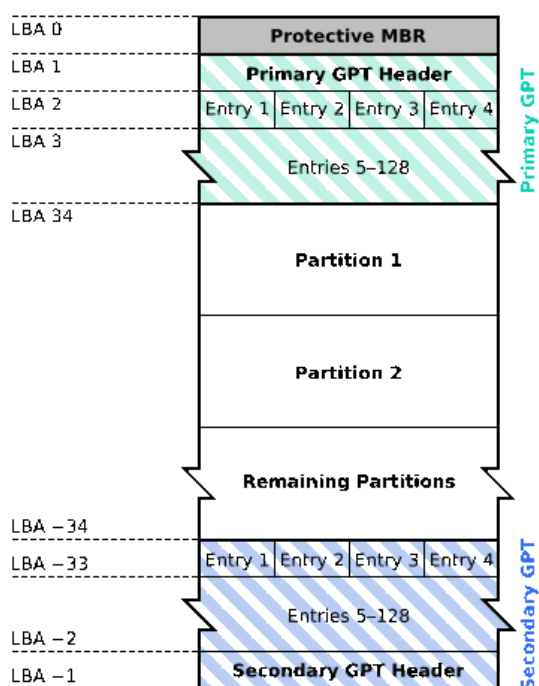 LBA 0
Protective MBR
LBA 1
Primary GPT Header
LBA 2
Entry 1 Entry 2 Entry 3 Entry 4
LBA 3
Entries 5–128
Primary GPT
LBA 34
Partition 1
Partition 2
Remaining Partitions
LBA −34
LBA −33
Entry 1 Entry 2 Entry 3 Entry 4
Entries 5–128
LBA −2
LBA −1
Secondary GPT Header
Secondary GPT